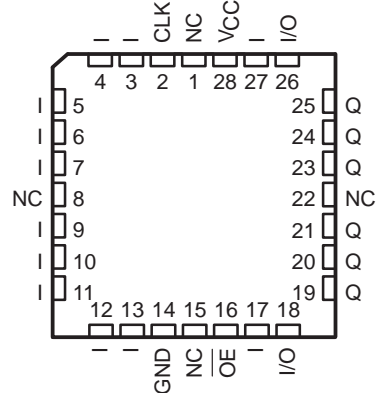 I I CLK NC VCC I I/O
4 3 2 1 28 27 26
I 5 25 Q
I 6 24 Q
I 7 23 Q
NC 8 22 NC
I 9 21 Q
I 10 20 Q
I 11 19 Q
12 13 14 15 16 17 18
I I GND NC OE I I/O